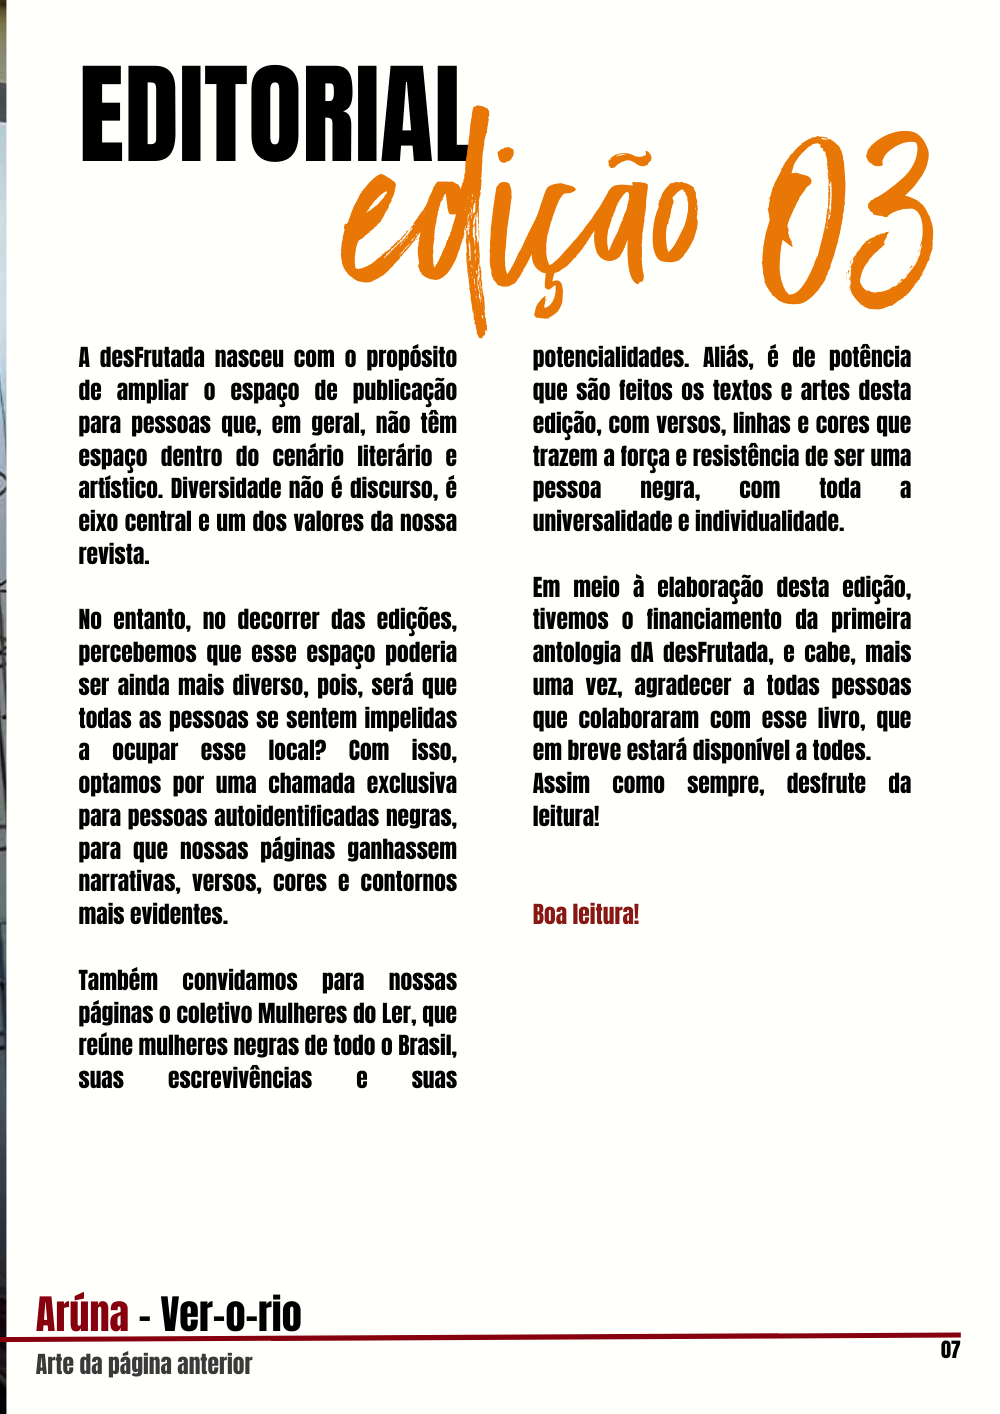 EDITORIAL
edição 03
A desFrutada nasceu com o propósito
de ampliar o espaço de publicação
para pessoas que, em geral, não têm
espaço dentro do cenário literário e
artístico. Diversidade não é discurso, é
eixo central e um dos valores da nossa
revista.
No entanto, no decorrer das edições,
percebemos que esse espaço poderia
ser ainda mais diverso, pois, será que
todas as pessoas se sentem impelidas
a ocupar esse local? Com isso,
optamos por uma chamada exclusiva
para pessoas autoidentificadas negras,
para que nossas páginas ganhassem
narrativas, versos, cores e contornos
mais evidentes.
Também convidamos para nossas
páginas o coletivo Mulheres do Ler, que
reúne mulheres negras de todo o Brasil,
suas escrevivências e suas
potencialidades. Aliás, é de potência
que são feitos os textos e artes desta
edição, com versos, linhas e cores que
trazem a força e resistência de ser uma
pessoa negra, com toda a
universalidade e individualidade.
Em meio à elaboração desta edição,
tivemos o financiamento da primeira
antologia dA desFrutada, e cabe, mais
uma vez, agradecer a todas pessoas
que colaboraram com esse livro, que
em breve estará disponível a todes.
Assim como sempre, desfrute da
leitura!
Boa leitura!
Arúna - Ver-o-rio
Arte da página anterior
07